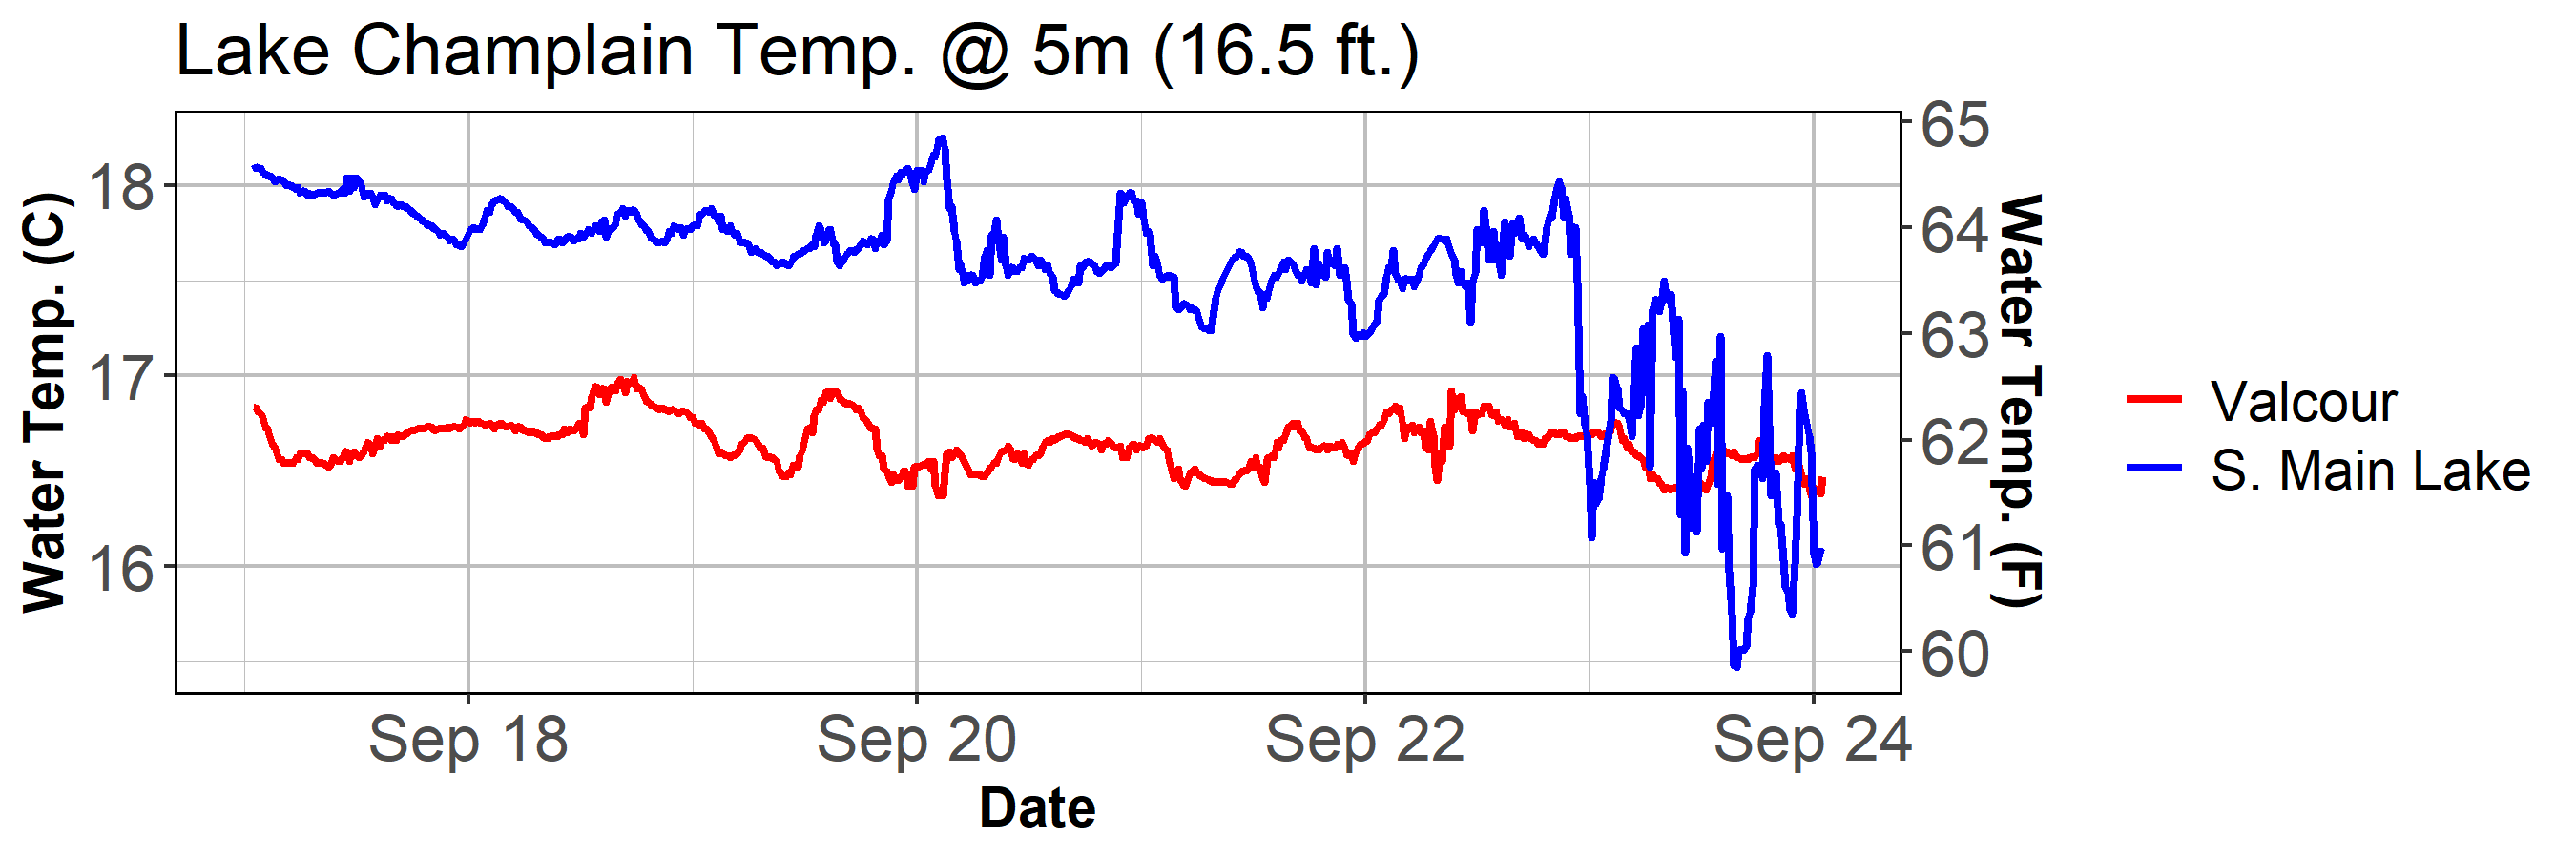 Lake Champlain Temp. @ 5m (16.5 ft.)
Water Temp. (C)
18
17
16
65
64
63
62
61
60
Water Temp. (F)
Sep 18
Sep 20
Sep 22
Sep 24
Date
Valcour
S. Main Lake